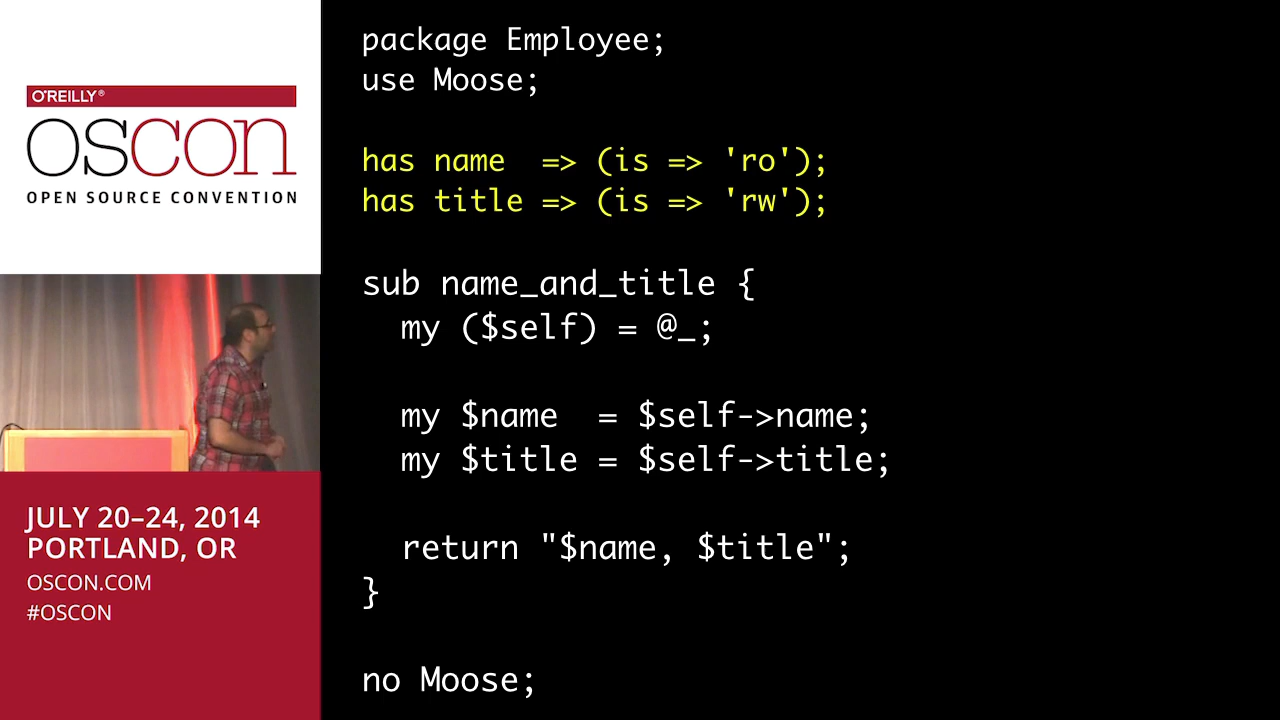 O'REILLY®
OSCON
OPEN SOURCE CONVENTION
JULY 20–24, 2014
PORTLAND, OR
OSCON.COM
#OSCON
package Employee;
use Moose;
has name  => (is => 'ro');
has title => (is => 'rw');
sub name_and_title {
  my ($self) = @_;
  my $name  = $self->name;
  my $title = $self->title;
  return "$name, $title";
}
no Moose;